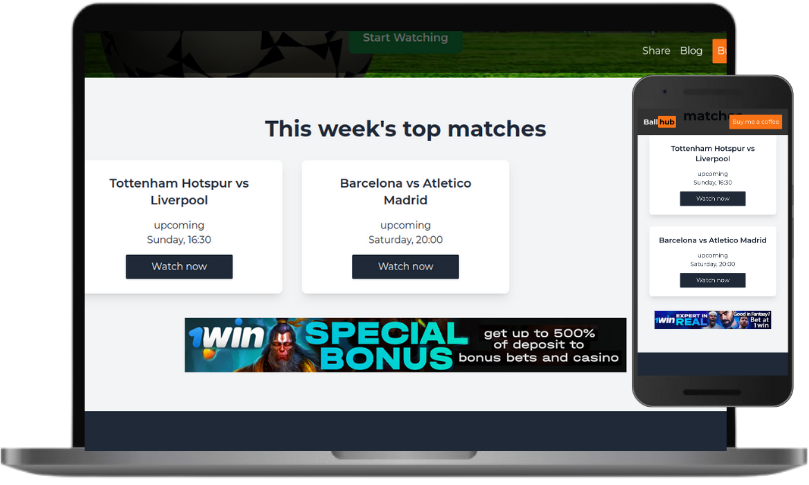 Start Watching
Share Blog
This week's top matches
Tottenham Hotspur vs
Liverpool
upcoming
Sunday, 16:30
Watch now
Barcelona vs Atletico
Madrid
upcoming
Saturday, 20:00
Watch now
1win
SPECIAL
BONUS
get up to 500%
of deposit to
bonus bets and casino
matches
Ball hub
Buy me a coffee
Tottenham Hotspur vs
Liverpool
upcoming
Sunday, 16:30
Watch now
Barcelona vs Atletico Madrid
upcoming
Saturday, 20:00
Watch now
1win
EXPERT IN
REAL
Good in Fantasy?
Bet at
1win